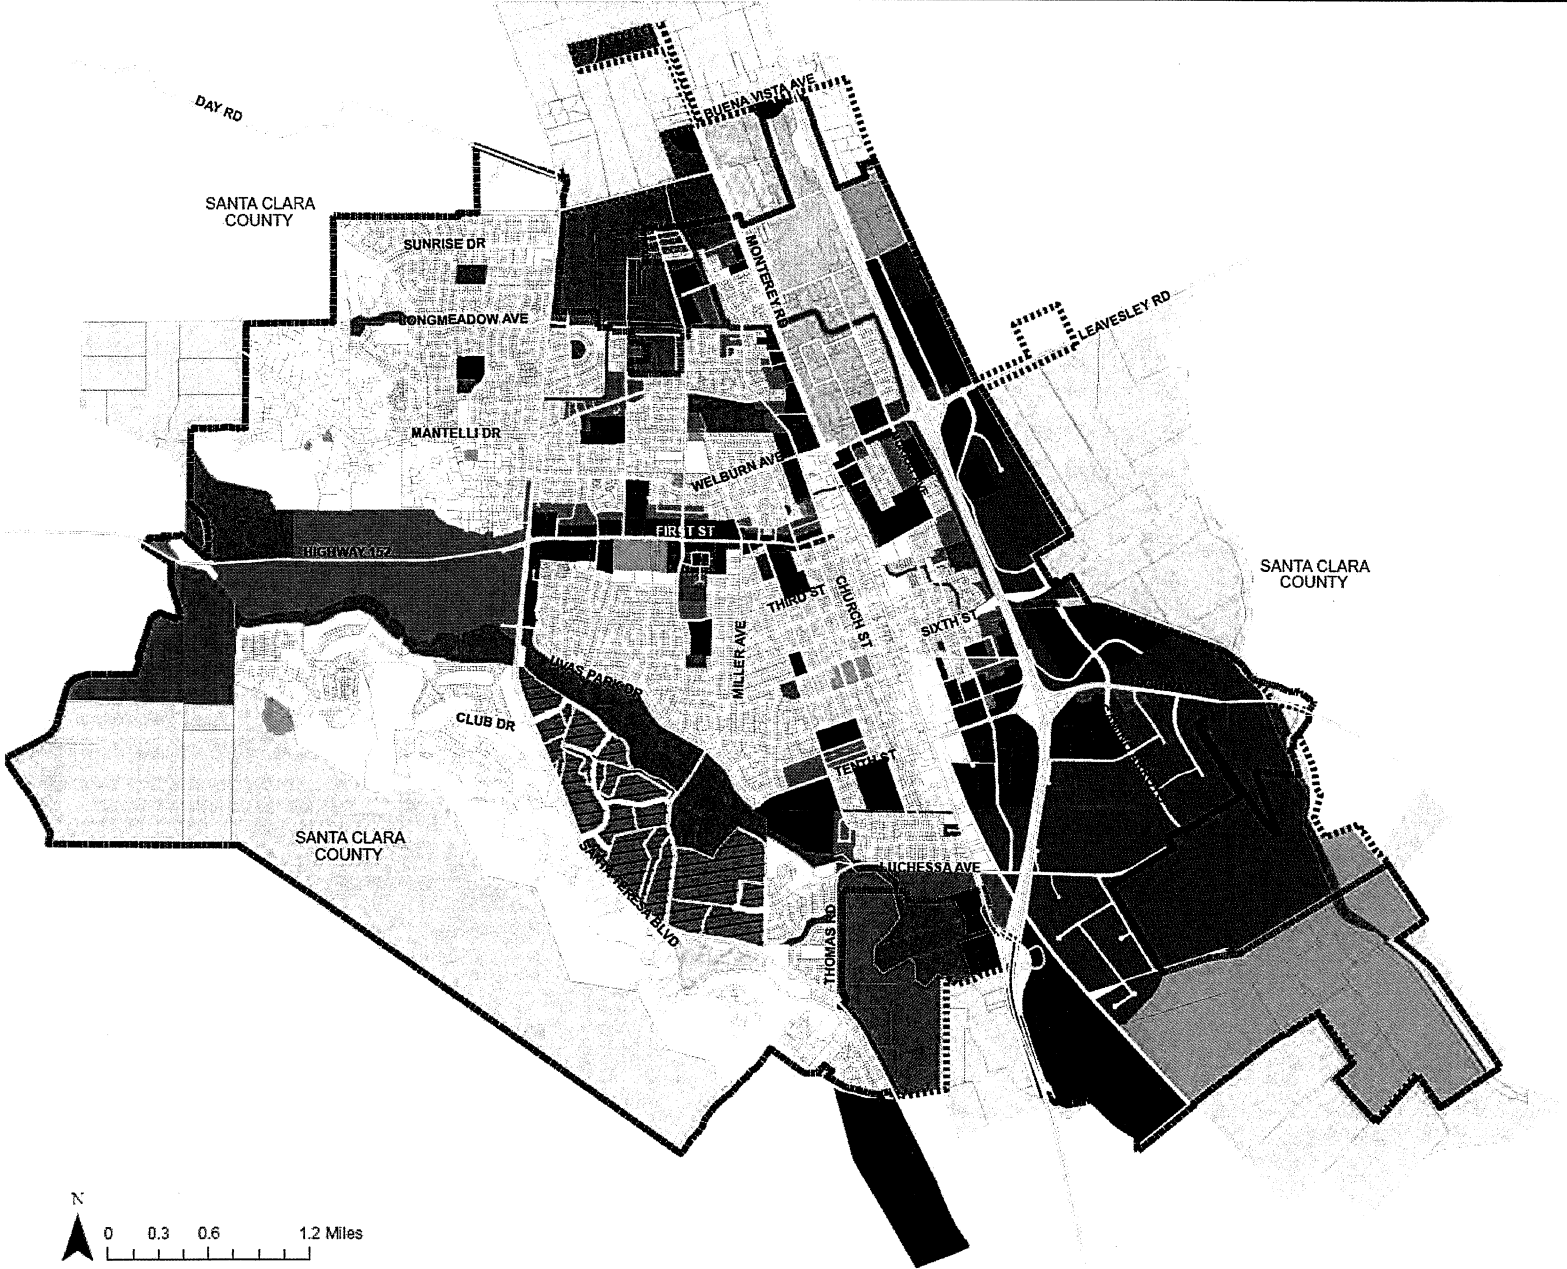 BUENA VISTA AVE
DAY RD
SANTA CLARA
COUNTY
SUNRISE DR
MONTEREY RD
LONGMEADOW AVE
LEAVESLEY RD
MANTELLI DR
WELBURN AVE
FIRST ST
HIGHWAY 152
SANTA CLARA
COUNTY
THIRD ST
CHURCH ST
SIXTH ST
MILLER AVE
UVAS PARK DR
CLUB DR
TENTH ST
SANTA CLARA
COUNTY
SANTA TERESA BLVD
LUCHESSA AVE
THOMAS RD
N
0 0.3 0.6 1.2 Miles